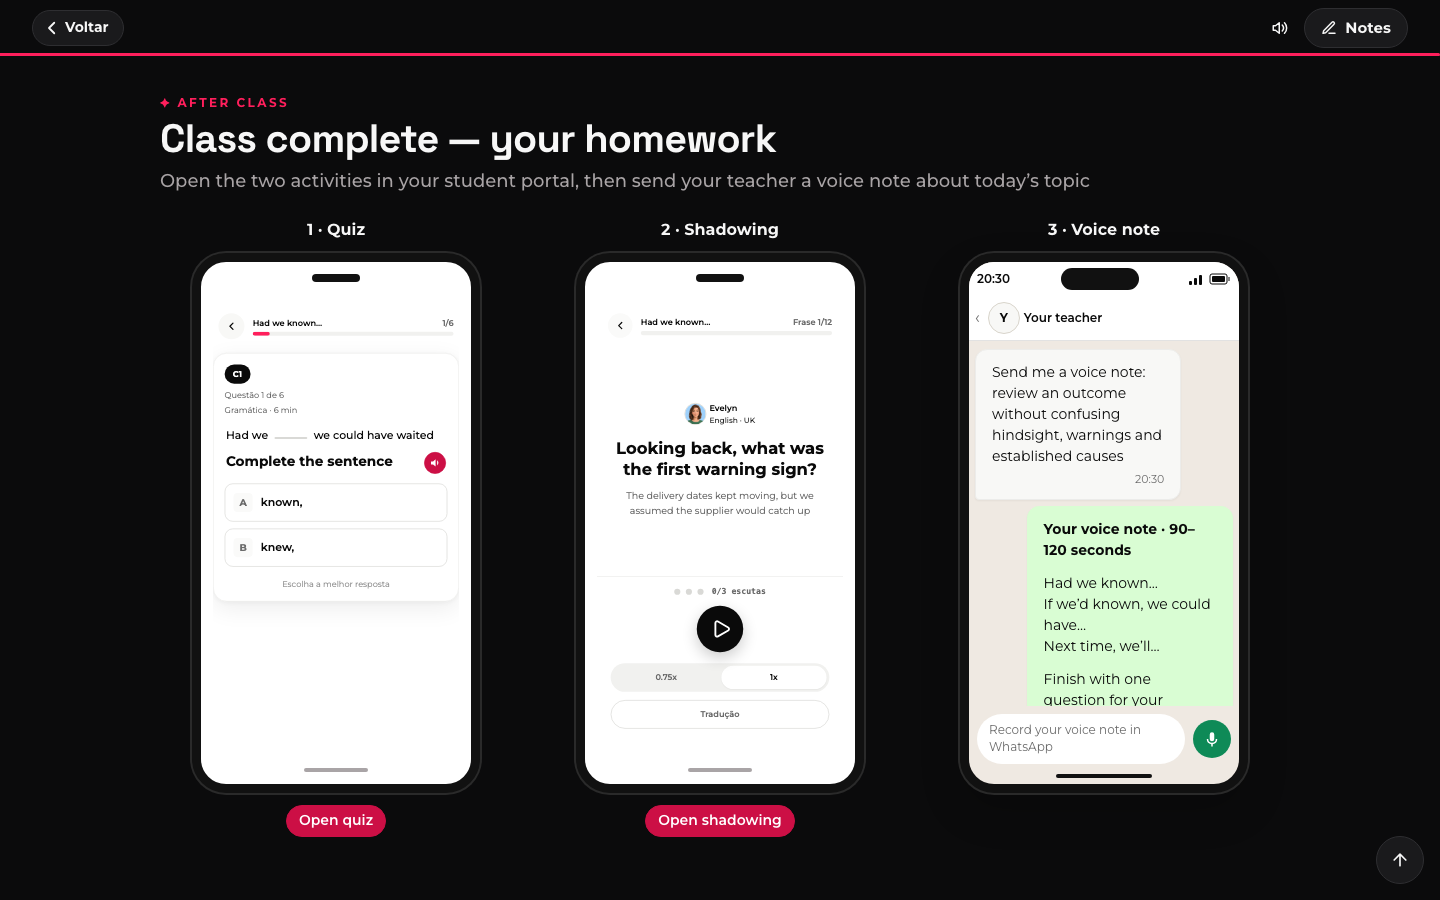 Voltar
Notes
AFTER CLASS
Class complete — your homework
Open the two activities in your student portal, then send your teacher a voice note about today's topic
1 · Quiz
Had we known...
1/6
C1
Questão 1 de 6
Gramática · 6 min
Had we ____ we could have waited
Complete the sentence
A known,
B knew,
Escolha a melhor resposta
Open quiz
2 · Shadowing
Had we known...
Frase 1/12
Evelyn
English · UK
Looking back, what was
the first warning sign?
The delivery dates kept moving, but we
assumed the supplier would catch up
0/3 escutas
0.75x
1x
Tradução
Open shadowing
3 · Voice note
20:30
Y
Your teacher
Send me a voice note:
review an outcome
without confusing
hindsight, warnings and
established causes
20:30
Your voice note · 90–
120 seconds
Had we known...
If we'd known, we could
have...
Next time, we'll...
Finish with one
question for your
Record your voice note in
WhatsApp